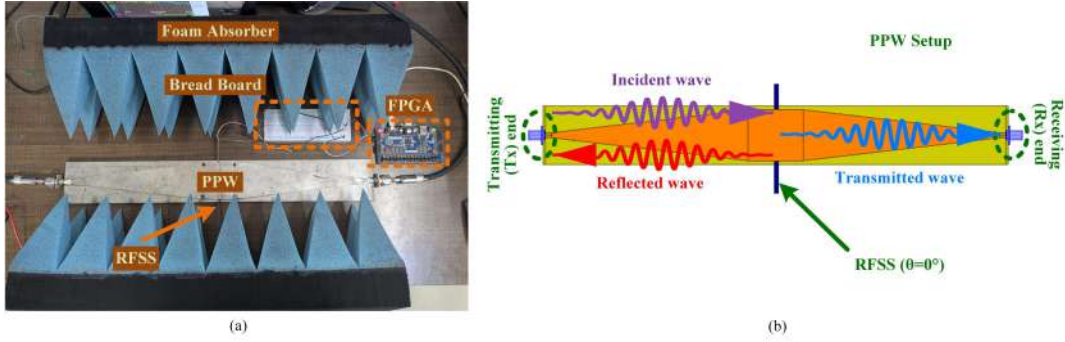 Foam Absorber
Bread Board
FPGA
PPW
RFSS
(a)
PPW Setup
Incident wave
Transmitting
(Tx) end
Receiving
(Rx) end
Reflected wave
Transmitted wave
RFSS (θ=0°)
(b)